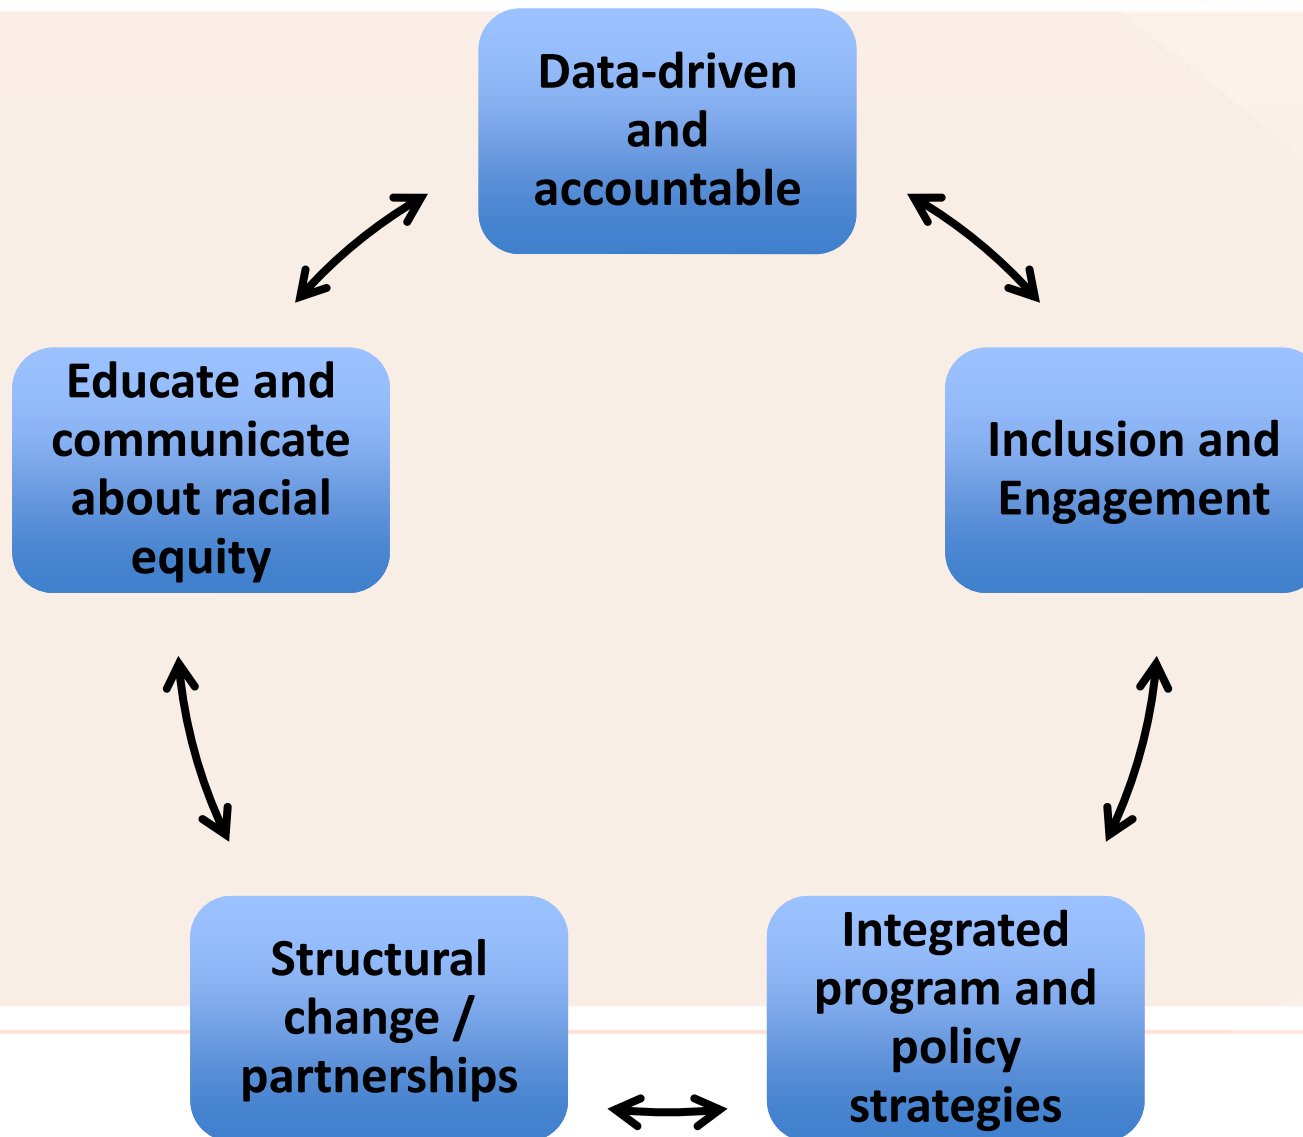 Data-driven
and
accountable
Educate and
communicate
about racial
equity
Inclusion and
Engagement
Structural
change /
partnerships
Integrated
program and
policy
strategies